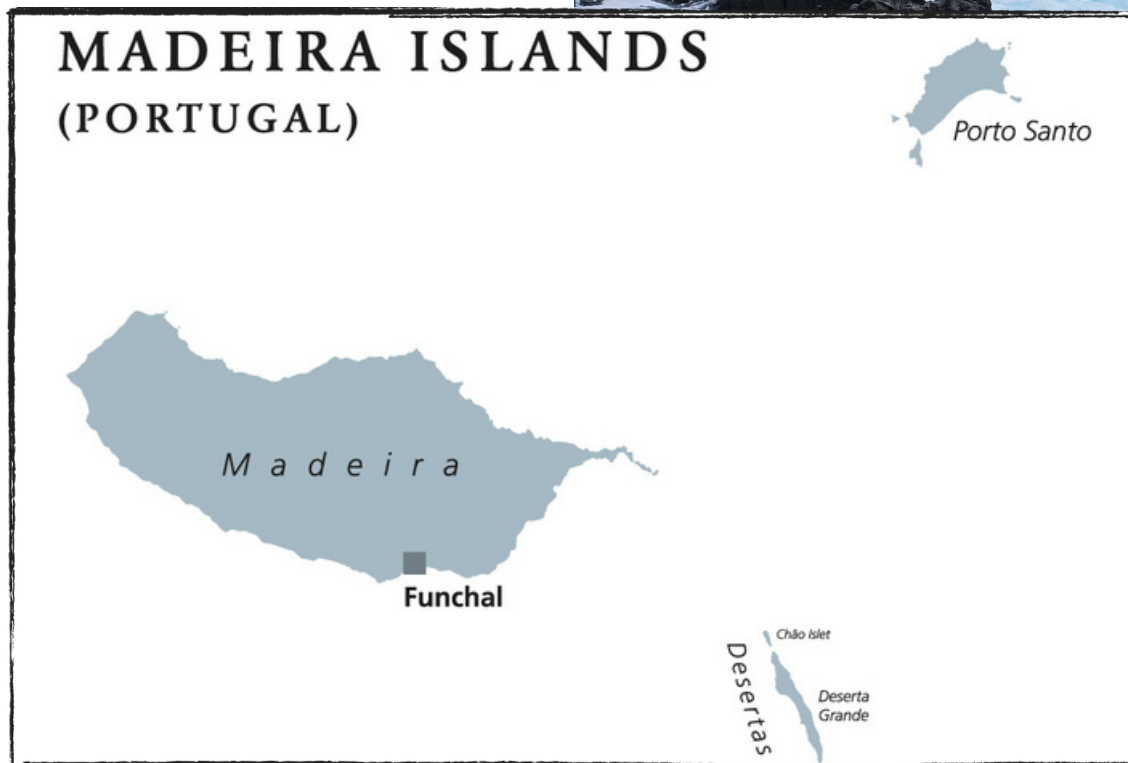 MADEIRA ISLANDS
(PORTUGAL)
Porto Santo
Madeira
Funchal
Chão Islet
Desertas
Deserta
Grande